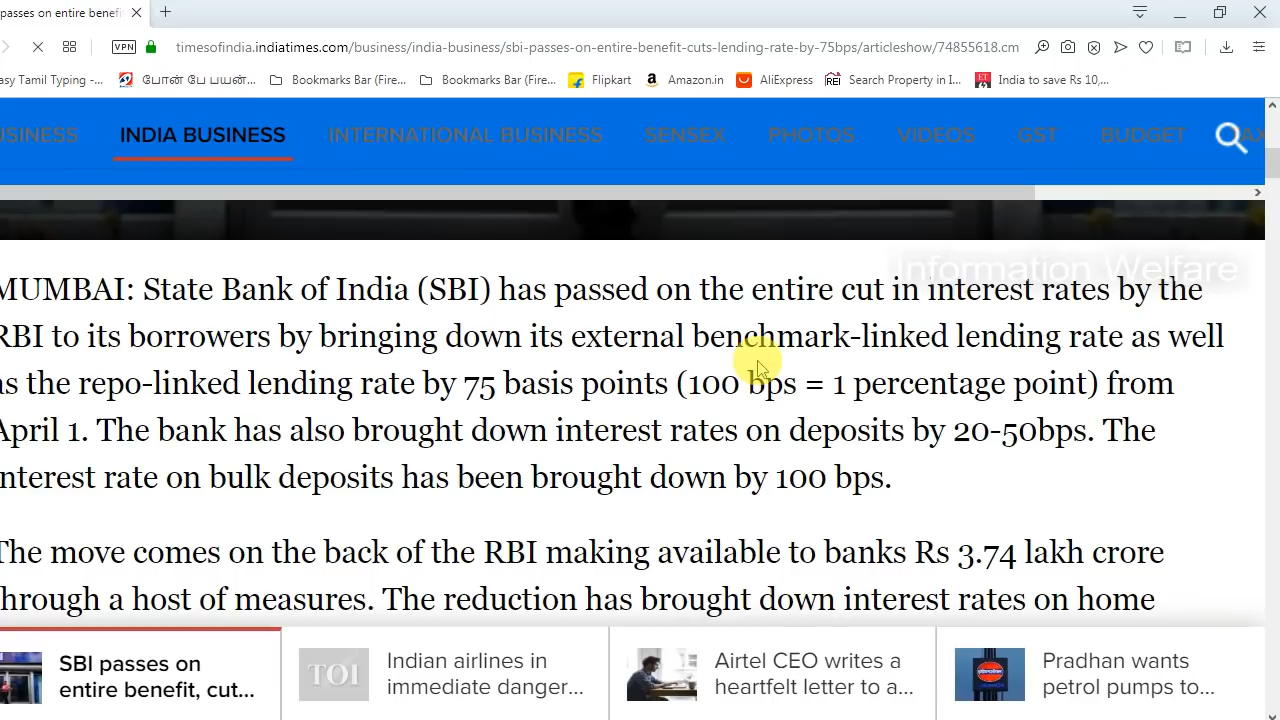 passes on entire benefi
VPN
timesofindia.indiatimes.com/business/india-business/sbi-passes-on-entire-benefit-cuts-lending-rate-by-75bps/articleshow/74855618.cm
asy Tamil Typing -...
போன் பே பயன்...
Bookmarks Bar (Fire...
Bookmarks Bar (Fire...
Flipkart
Amazon.in
AliExpress
Search Property in I...
India to save Rs 10,...
USINESS INDIA BUSINESS INTERNATIONAL BUSINESS SENSEX PHOTOS VIDEOS GST BUDGET
Information Welfare
MUMBAI: State Bank of India (SBI) has passed on the entire cut in interest rates by the
RBI to its borrowers by bringing down its external benchmark-linked lending rate as well
as the repo-linked lending rate by 75 basis points (100 bps = 1 percentage point) from
April 1. The bank has also brought down interest rates on deposits by 20-50bps. The
interest rate on bulk deposits has been brought down by 100 bps.
The move comes on the back of the RBI making available to banks Rs 3.74 lakh crore
through a host of measures. The reduction has brought down interest rates on home
SBI passes on
entire benefit, cut...
TOI
Indian airlines in
immediate danger...
Airtel CEO writes a
heartfelt letter to a...
Pradhan wants
petrol pumps to...